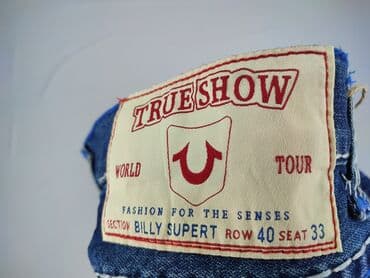 TRUE SHOW
WORLD TOUR
FASHION FOR THE SENSES
SECTION BILLY SUPERT ROW 40 SEAT 33